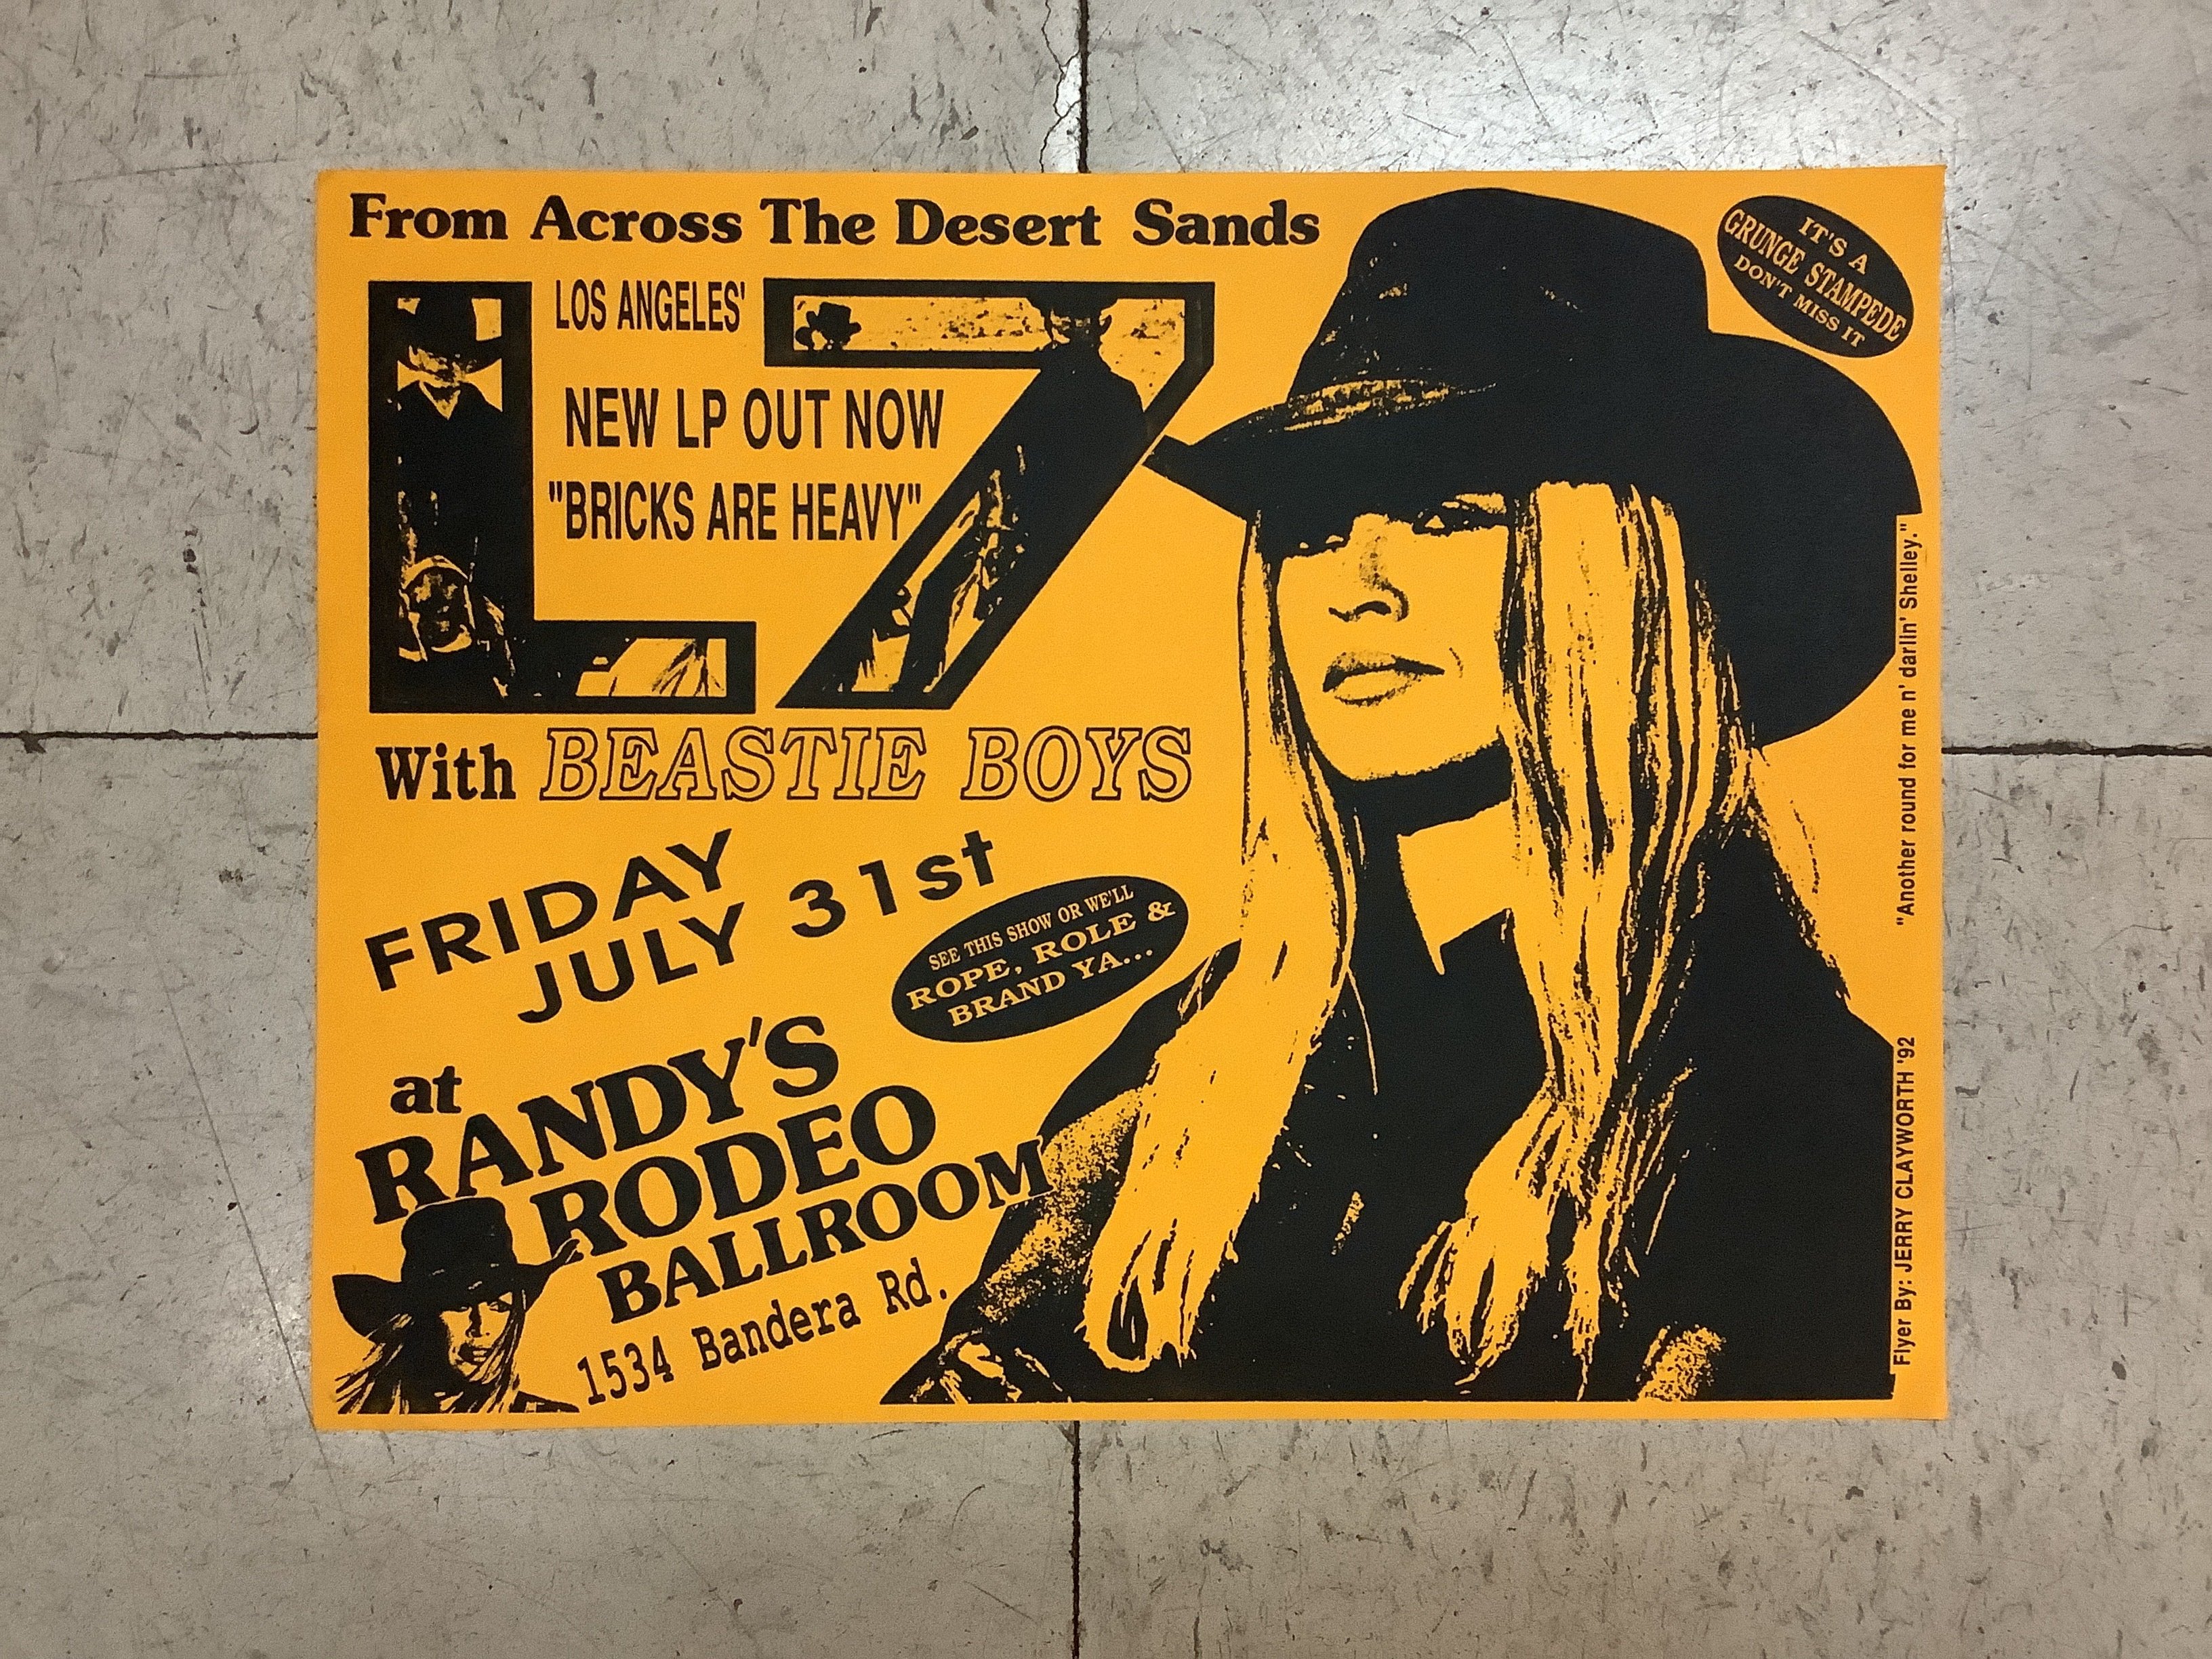 From Across The Desert Sands
IT'S A
GRUNGE STAMPEDE
DON'T MISS IT
L7
LOS ANGELES'
NEW LP OUT NOW
"BRICKS ARE HEAVY"
With BEASTIE BOYS
FRIDAY
JULY 31st
SEE THIS SHOW OR WE'LL
ROPE, ROLE &
BRAND YA...
at
RANDY'S
RODEO
BALLROOM
1534 Bandera Rd.
"Another round for me n' darlin' Shelley."
Flyer By: JERRY CLAYWORTH '92